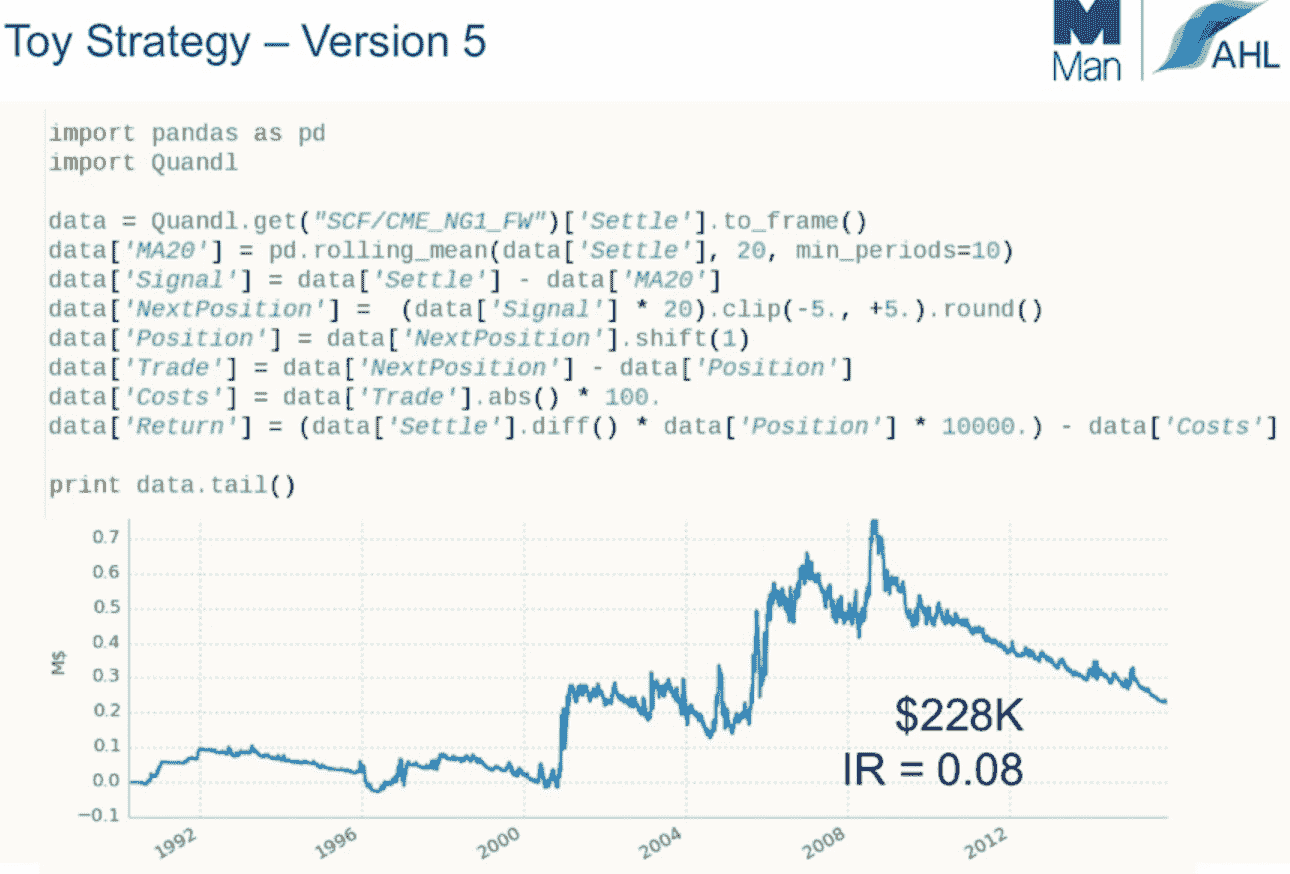 Toy Strategy – Version 5
Man
AHL
import pandas as pd
import Quandl
data = Quandl.get("SCF/CME_NG1_FW")['Settle'].to_frame()
data['MA20'] = pd.rolling_mean(data['Settle'], 20, min_periods=10)
data['Signal'] = data['Settle'] - data['MA20']
data['NextPosition'] =  (data['Signal'] * 20).clip(-5., +5.).round()
data['Position'] = data['NextPosition'].shift(1)
data['Trade'] = data['NextPosition'] - data['Position']
data['Costs'] = data['Trade'].abs() * 100.
data['Return'] = (data['Settle'].diff() * data['Position'] * 10000.) - data['Costs']
print data.tail()
0.7
0.6
0.5
0.4
M$
0.3
0.2
0.1
0.0
−0.1
$228K
IR = 0.08
1992 1996 2000 2004 2008 2012